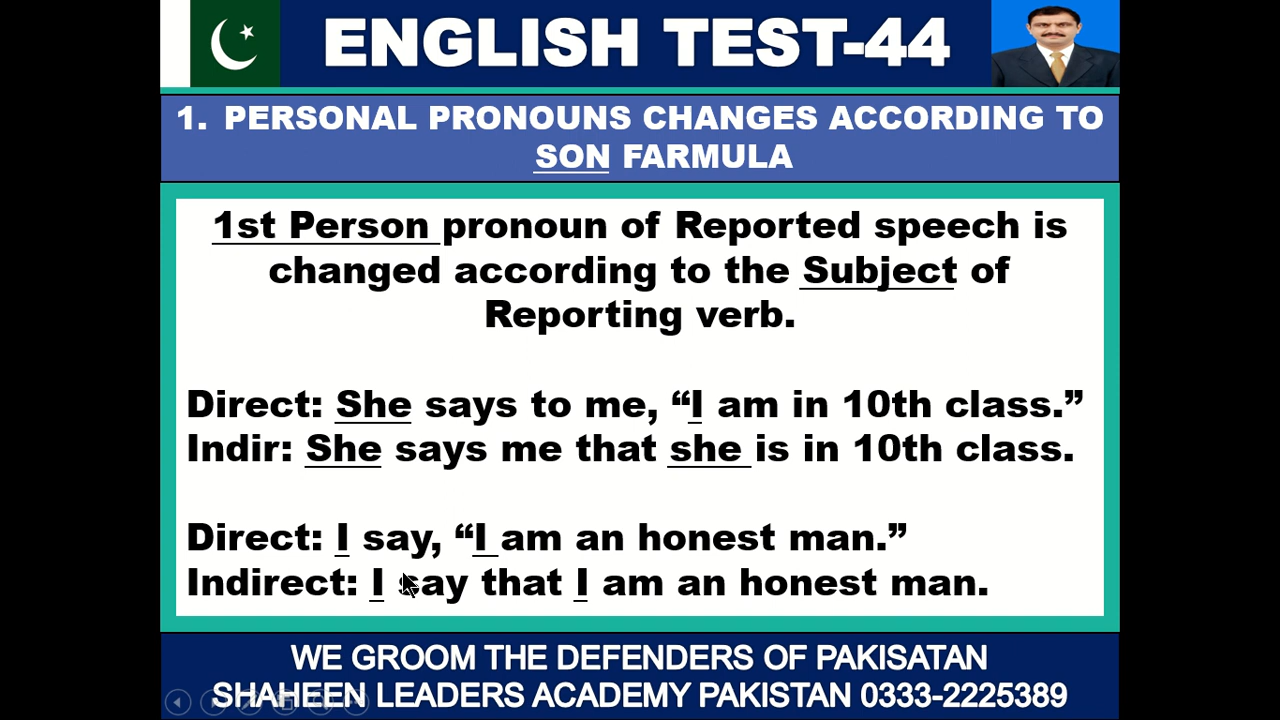 ENGLISH TEST-44
1. PERSONAL PRONOUNS CHANGES ACCORDING TO
SON FARMULA
1st Person pronoun of Reported speech is
changed according to the Subject of
Reporting verb.
Direct: She says to me, “I am in 10th class.”
Indir: She says me that she is in 10th class.
Direct: I say, “I am an honest man.”
Indirect: I say that I am an honest man.
WE GROOM THE DEFENDERS OF PAKISATAN
SHAHEEN LEADERS ACADEMY PAKISTAN 0333-2225389